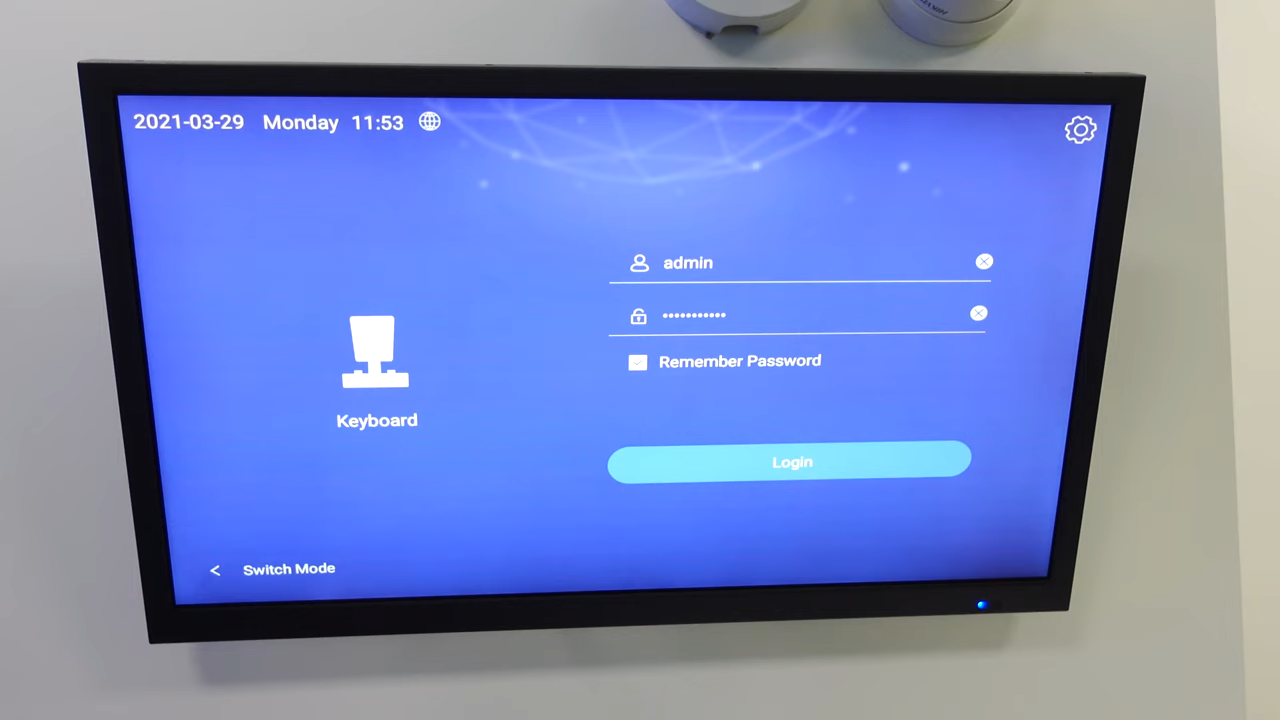 2021-03-29 Monday 11:53
admin
•••••••••••
Remember Password
Keyboard
Login
< Switch Mode